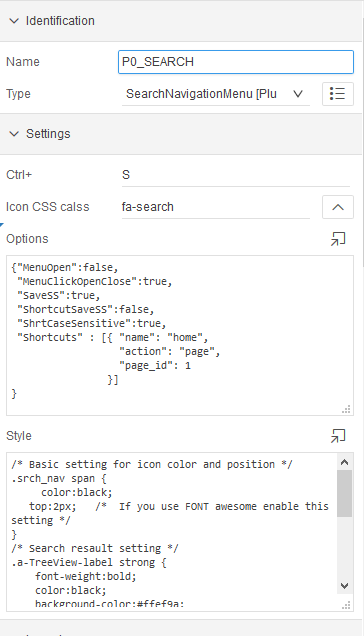 Identification
Name P0_SEARCH
Type SearchNavigationMenu [Plu
Settings
Ctrl+ S
Icon CSS calss fa-search
Options
{"MenuOpen":false,
"MenuClickOpenClose":true,
"SaveSS":true,
"ShortcutSaveSS":false,
"ShrtCaseSensitive":true,
"Shortcuts" : [{ "name": "home",
"action": "page",
"page_id": 1
}]
}
Style
/* Basic setting for icon color and position */
.srch_nav span {
color:black;
top:2px; /* If you use FONT awesome enable this
setting */
}
/* Search resault setting */
.a-TreeView-label strong {
font-weight:bold;
color:black;
background-color:#ffef9a;